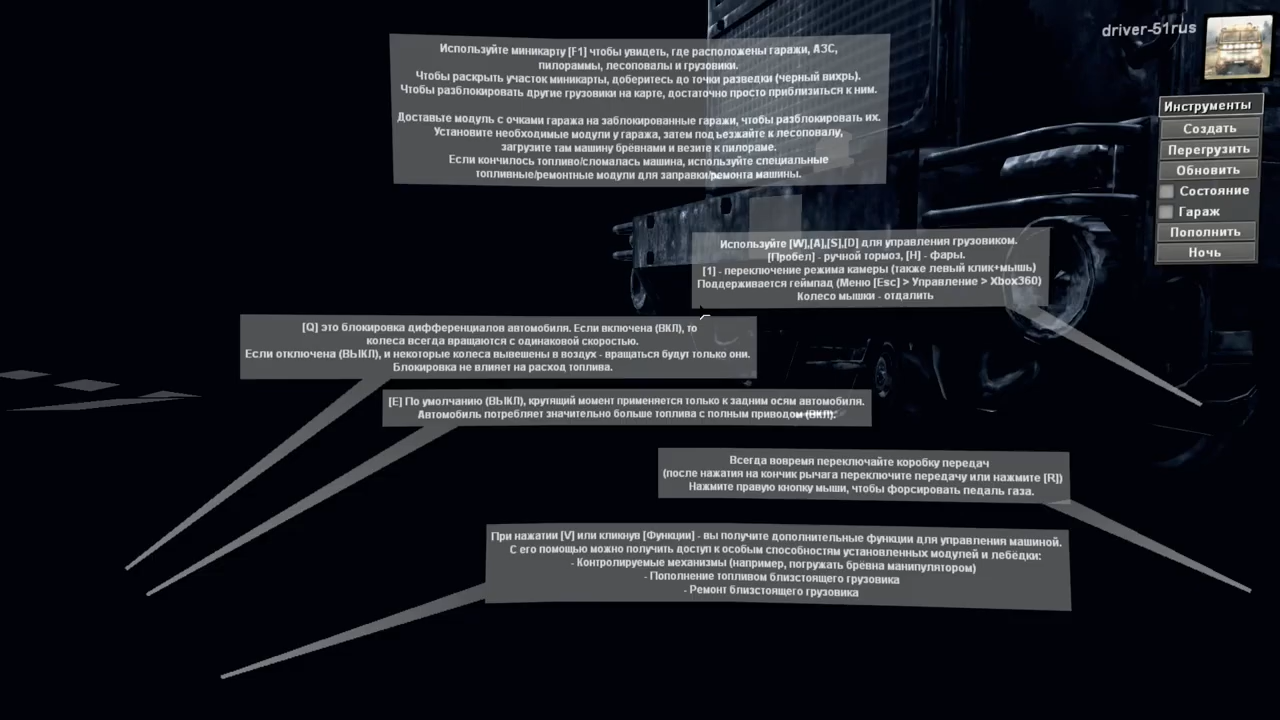 driver-51rus
Используйте миникарту [F1] чтобы увидеть, где расположены гаражи, АЗС,
пилораммы, лесоповалы и грузовики.
Чтобы раскрыть участок миникарты, доберитесь до точки разведки (черный вихрь).
Чтобы разблокировать другие грузовики на карте, достаточно просто приблизиться к ним.
Доставьте модуль с очками гаража на заблокированные гаражи, чтобы разблокировать их.
Установите необходимые модули у гаража, затем подъезжайте к лесоповалу,
загрузите там машину брёвнами и везите к пилораме.
Если кончилось топливо/сломалась машина, используйте специальные
топливные/ремонтные модули для заправки/ремонта машины.
Инструменты
Создать
Перегрузить
Обновить
Состояние
Гараж
Пополнить
Ночь
Используйте [W],[A],[S],[D] для управления грузовиком.
[Пробел] - ручной тормоз, [H] - фары.
[1] - переключение режима камеры (также левый клик+мышь)
Поддерживается геймпад (Меню [Esc] > Управление > Xbox360)
Колесо мышки - отдалить
[Q] это блокировка дифференциалов автомобиля. Если включена (ВКЛ), то
колеса всегда вращаются с одинаковой скоростью.
Если отключена (ВЫКЛ), и некоторые колеса вывешены в воздух - вращаться будут только они.
Блокировка не влияет на расход топлива.
[E] По умолчанию (ВЫКЛ), крутящий момент применяется только к задним осям автомобиля.
Автомобиль потребляет значительно больше топлива с полным приводом (ВКЛ).
Всегда вовремя переключайте коробку передач
(после нажатия на кончик рычага переключите передачу или нажмите [R])
Нажмите правую кнопку мыши, чтобы форсировать педаль газа.
При нажатии [V] или кликнув [Функции] - вы получите дополнительные функции для управления машиной.
С его помощью можно получить доступ к особым способностям установленных модулей и лебёдки:
- Контролируемые механизмы (например, погружать брёвна манипулятором)
- Пополнение топливом близстоящего грузовика
- Ремонт близстоящего грузовика